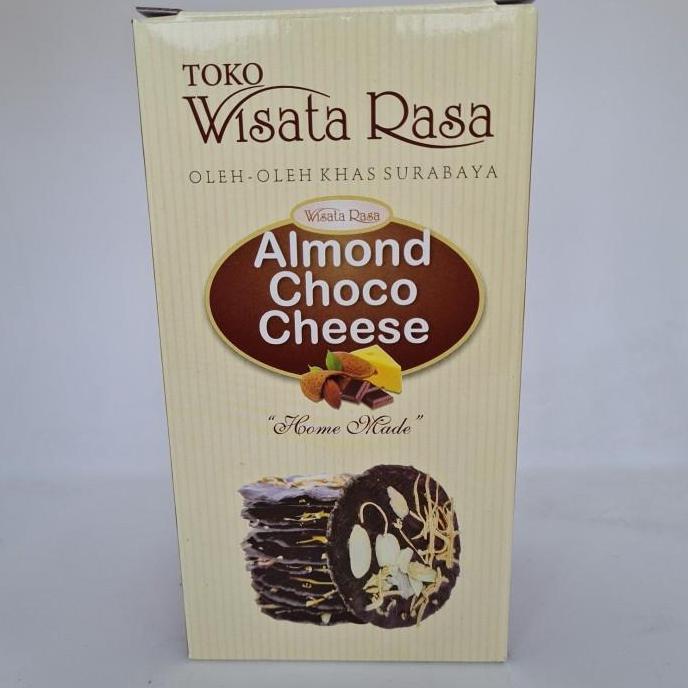 TOKO
Wisata Rasa
OLEH-OLEH KHAS SURABAYA
Wisata Rasa
Almond
Choco
Cheese
"Home Made"